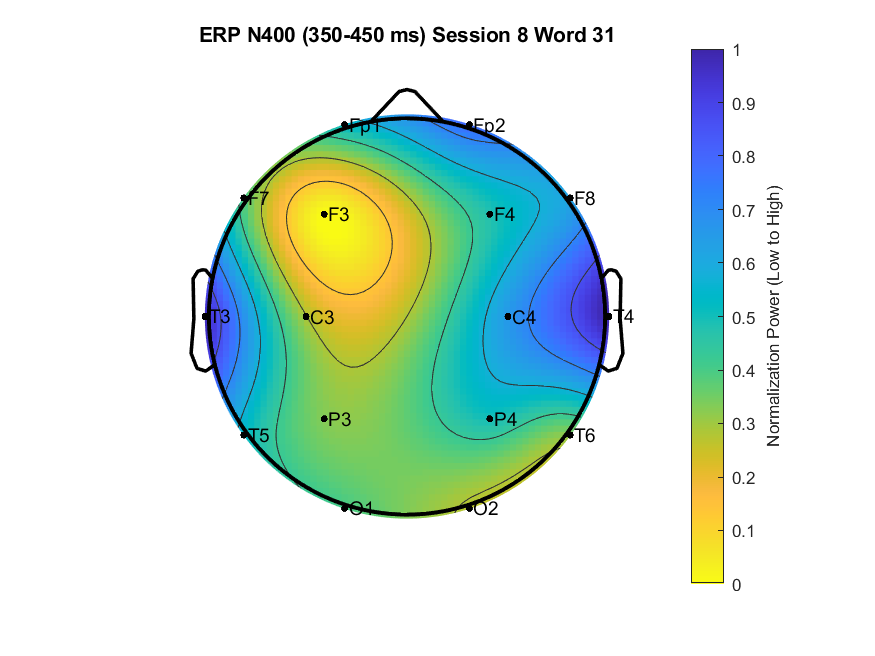 ERP N400 (350-450 ms) Session 8 Word 31
Fp1 Fp2
F7 F3 F4 F8
T3 C3 C4 T4
T5 P3 P4 T6
O1 O2
1
0.9
0.8
0.7
0.6
0.5
0.4
0.3
0.2
0.1
0
Normalization Power (Low to High)